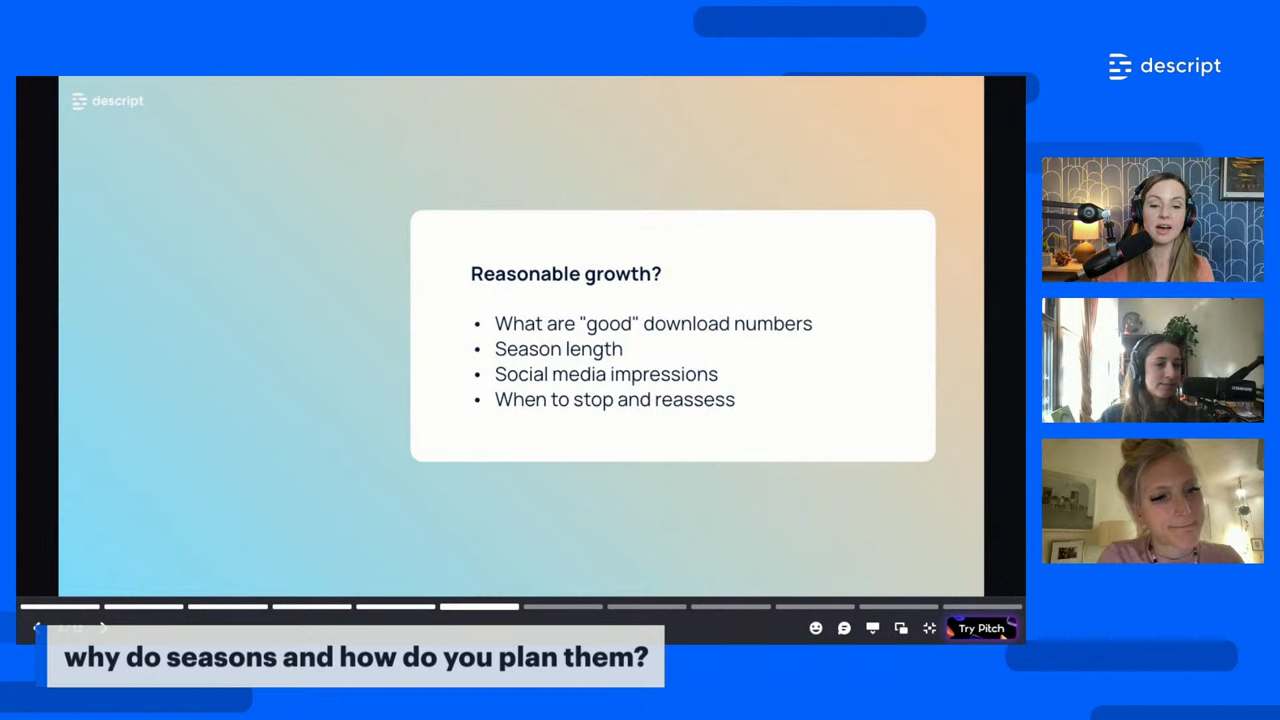 descript
descript
Reasonable growth?
• What are "good" download numbers
• Season length
• Social media impressions
• When to stop and reassess
Try Pitch
why do seasons and how do you plan them?